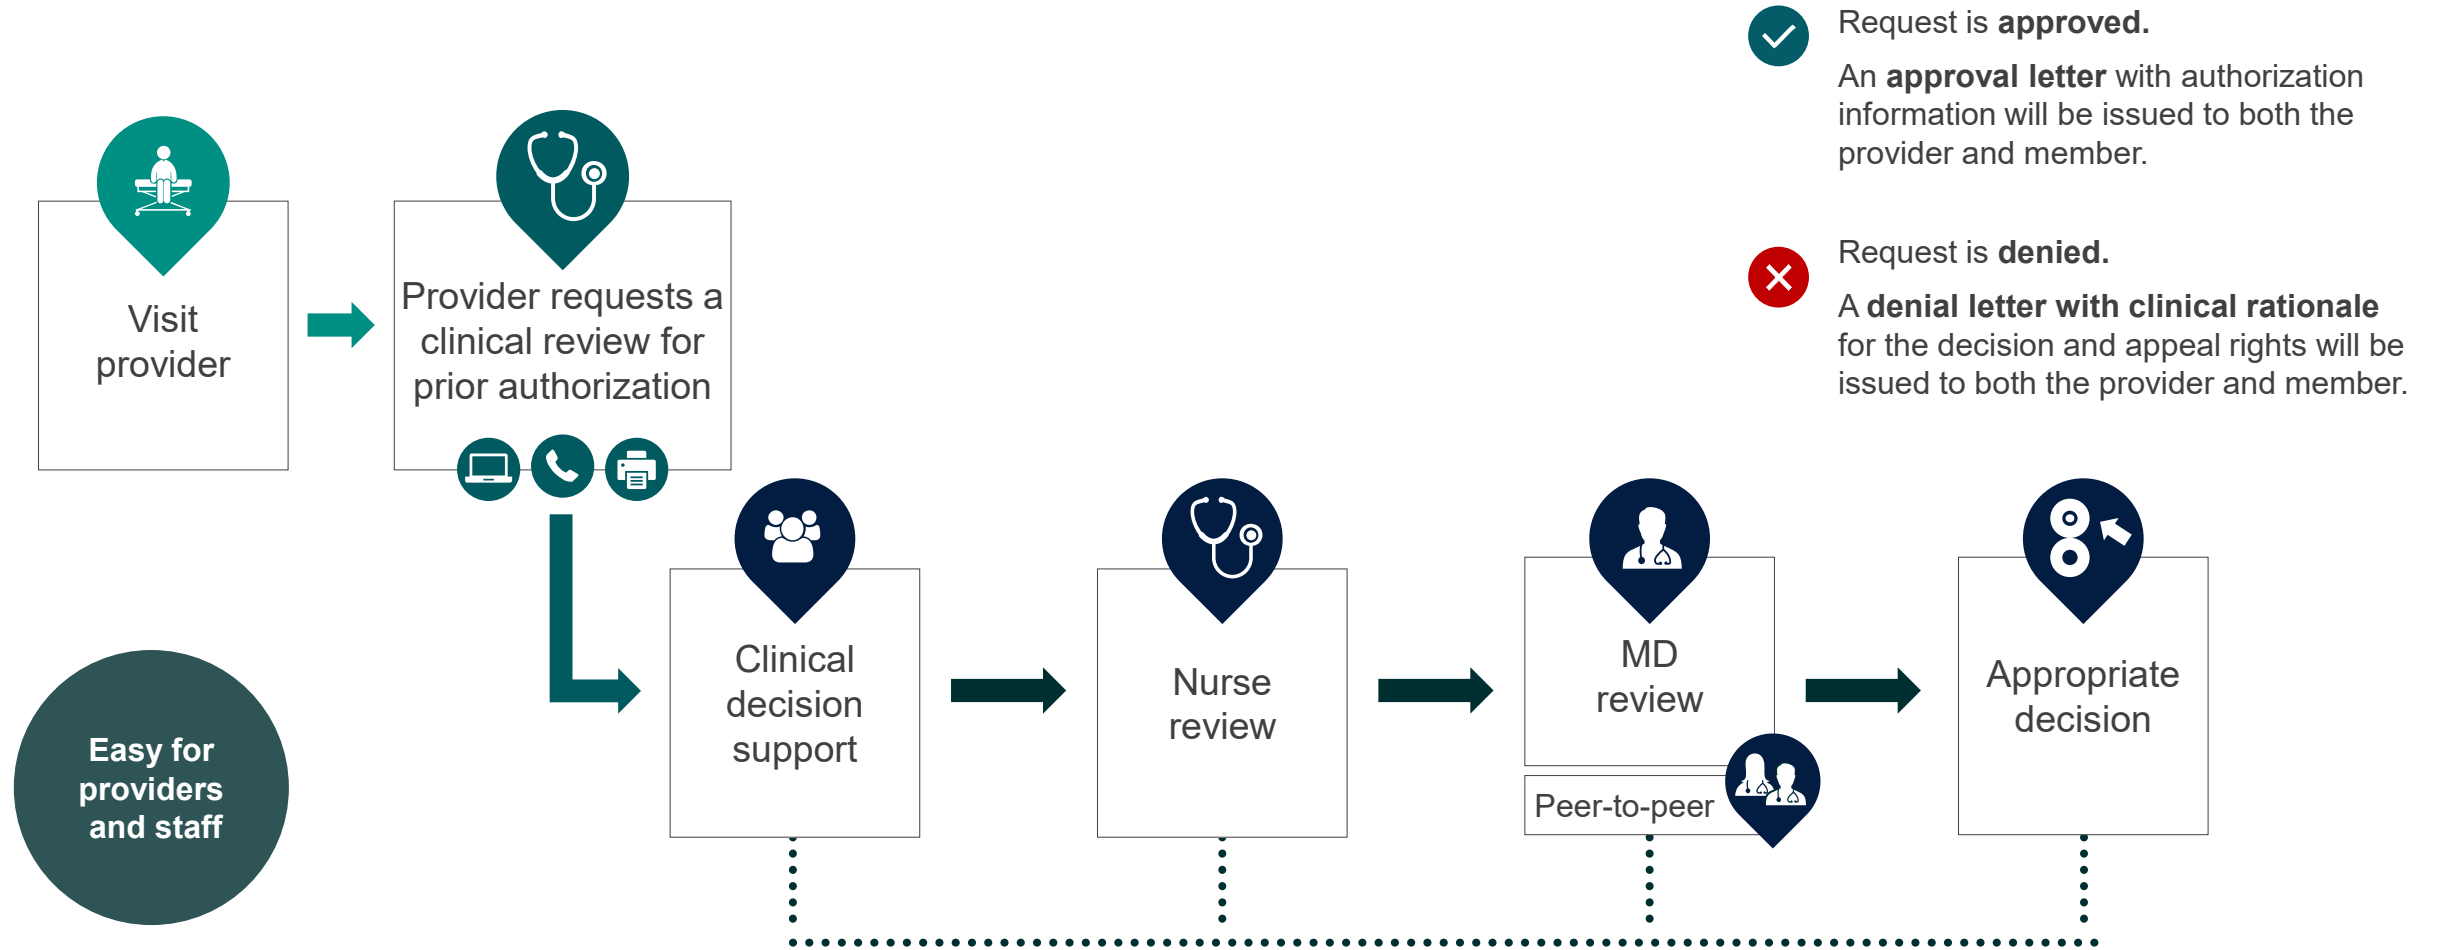 Request is approved.
An approval letter with authorization
information will be issued to both the
provider and member.
Request is denied.
A denial letter with clinical rationale
for the decision and appeal rights will be
issued to both the provider and member.
Visit
provider
Provider requests a
clinical review for
prior authorization
Clinical
decision
support
Nurse
review
MD
review
Peer-to-peer
Appropriate
decision
Easy for
providers
and staff